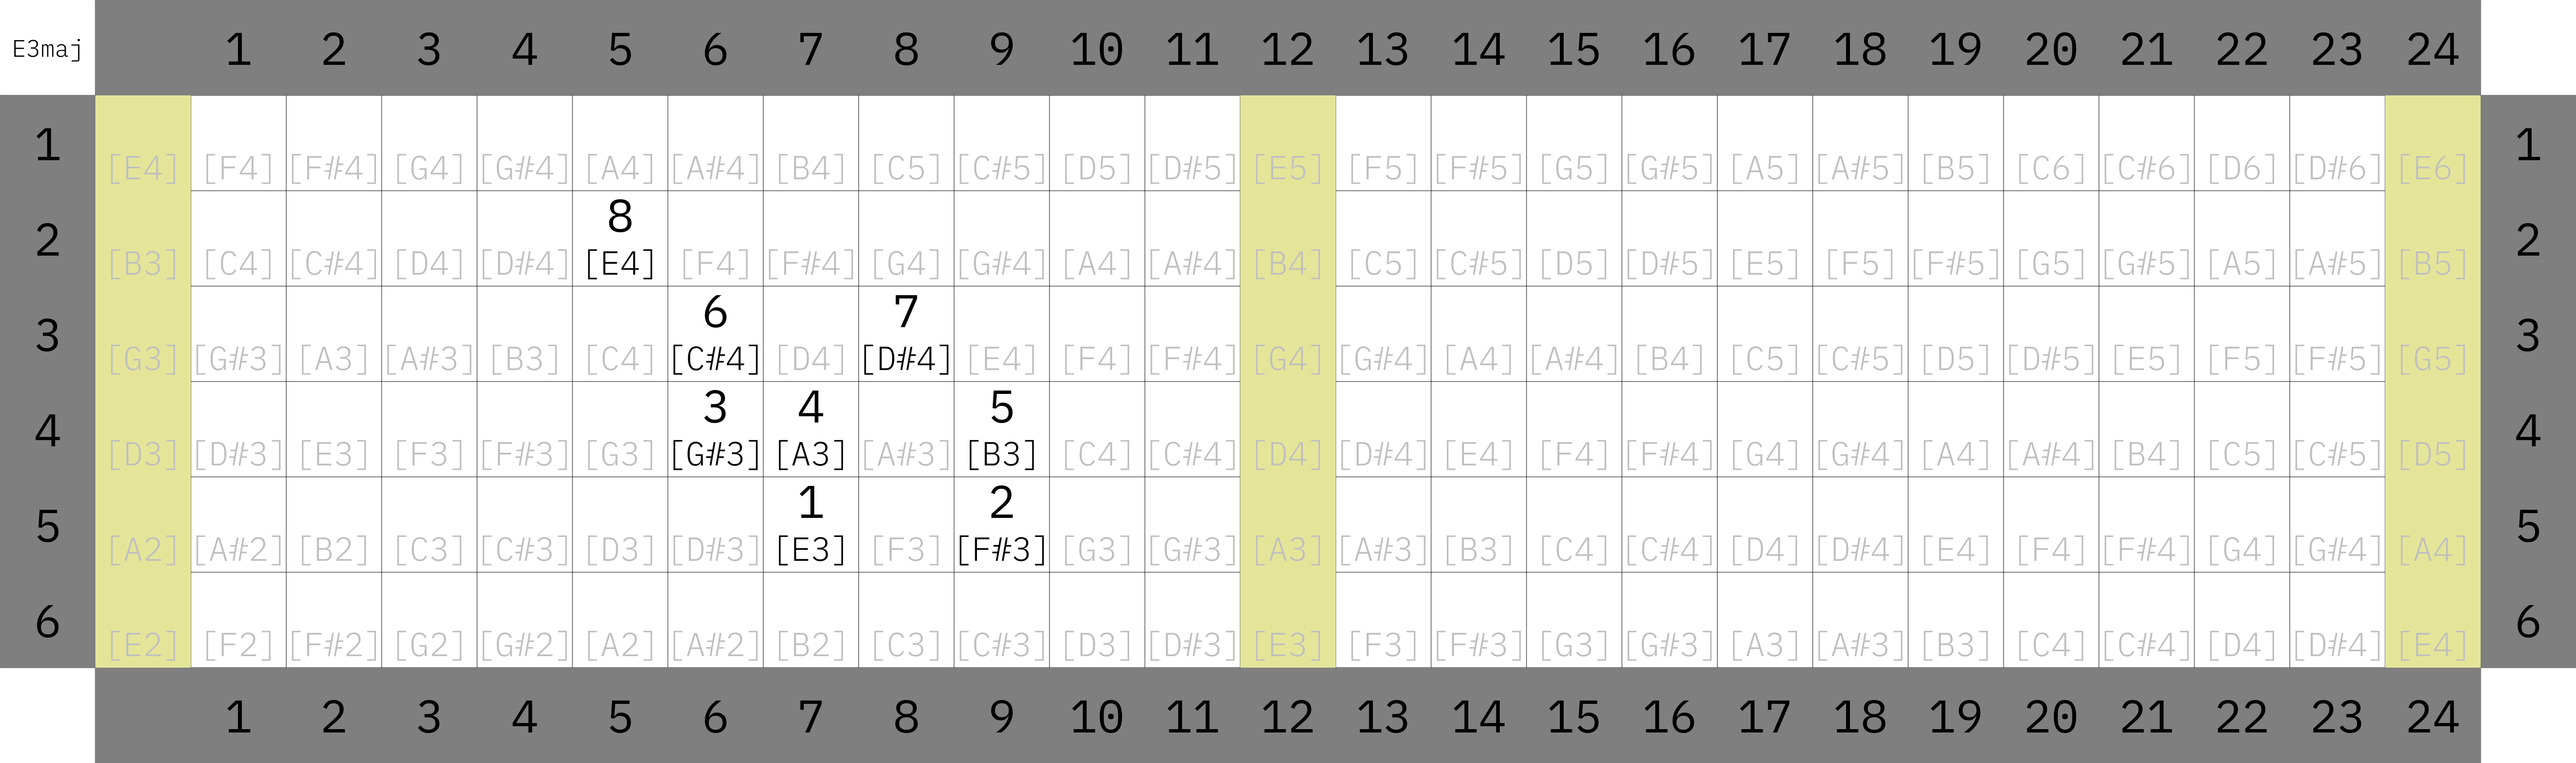 E3maj 1 2 3 4 5 6 7 8 9 10 11 12 13 14 15 16 17 18 19 20 21 22 23 24
1 [E4] [F4] [F#4] [G4] [G#4] [A4] [A#4] [B4] [C5] [C#5] [D5] [D#5] [E5] [F5] [F#5] [G5] [G#5] [A5] [A#5] [B5] [C6] [C#6] [D6] [D#6] [E6] 1
8
2 [B3] [C4] [C#4] [D4] [D#4] [E4] [F4] [F#4] [G4] [G#4] [A4] [A#4] [B4] [C5] [C#5] [D5] [D#5] [E5] [F5] [F#5] [G5] [G#5] [A5] [A#5] [B5] 2
6 7
3 [G3] [G#3] [A3] [A#3] [B3] [C4] [C#4] [D4] [D#4] [E4] [F4] [F#4] [G4] [G#4] [A4] [A#4] [B4] [C5] [C#5] [D5] [D#5] [E5] [F5] [F#5] [G5] 3
3 4 5
4 [D3] [D#3] [E3] [F3] [F#3] [G3] [G#3] [A3] [A#3] [B3] [C4] [C#4] [D4] [D#4] [E4] [F4] [F#4] [G4] [G#4] [A4] [A#4] [B4] [C5] [C#5] [D5] 4
1 2
5 [A2] [A#2] [B2] [C3] [C#3] [D3] [D#3] [E3] [F3] [F#3] [G3] [G#3] [A3] [A#3] [B3] [C4] [C#4] [D4] [D#4] [E4] [F4] [F#4] [G4] [G#4] [A4] 5
6 [E2] [F2] [F#2] [G2] [G#2] [A2] [A#2] [B2] [C3] [C#3] [D3] [D#3] [E3] [F3] [F#3] [G3] [G#3] [A3] [A#3] [B3] [C4] [C#4] [D4] [D#4] [E4] 6
1 2 3 4 5 6 7 8 9 10 11 12 13 14 15 16 17 18 19 20 21 22 23 24